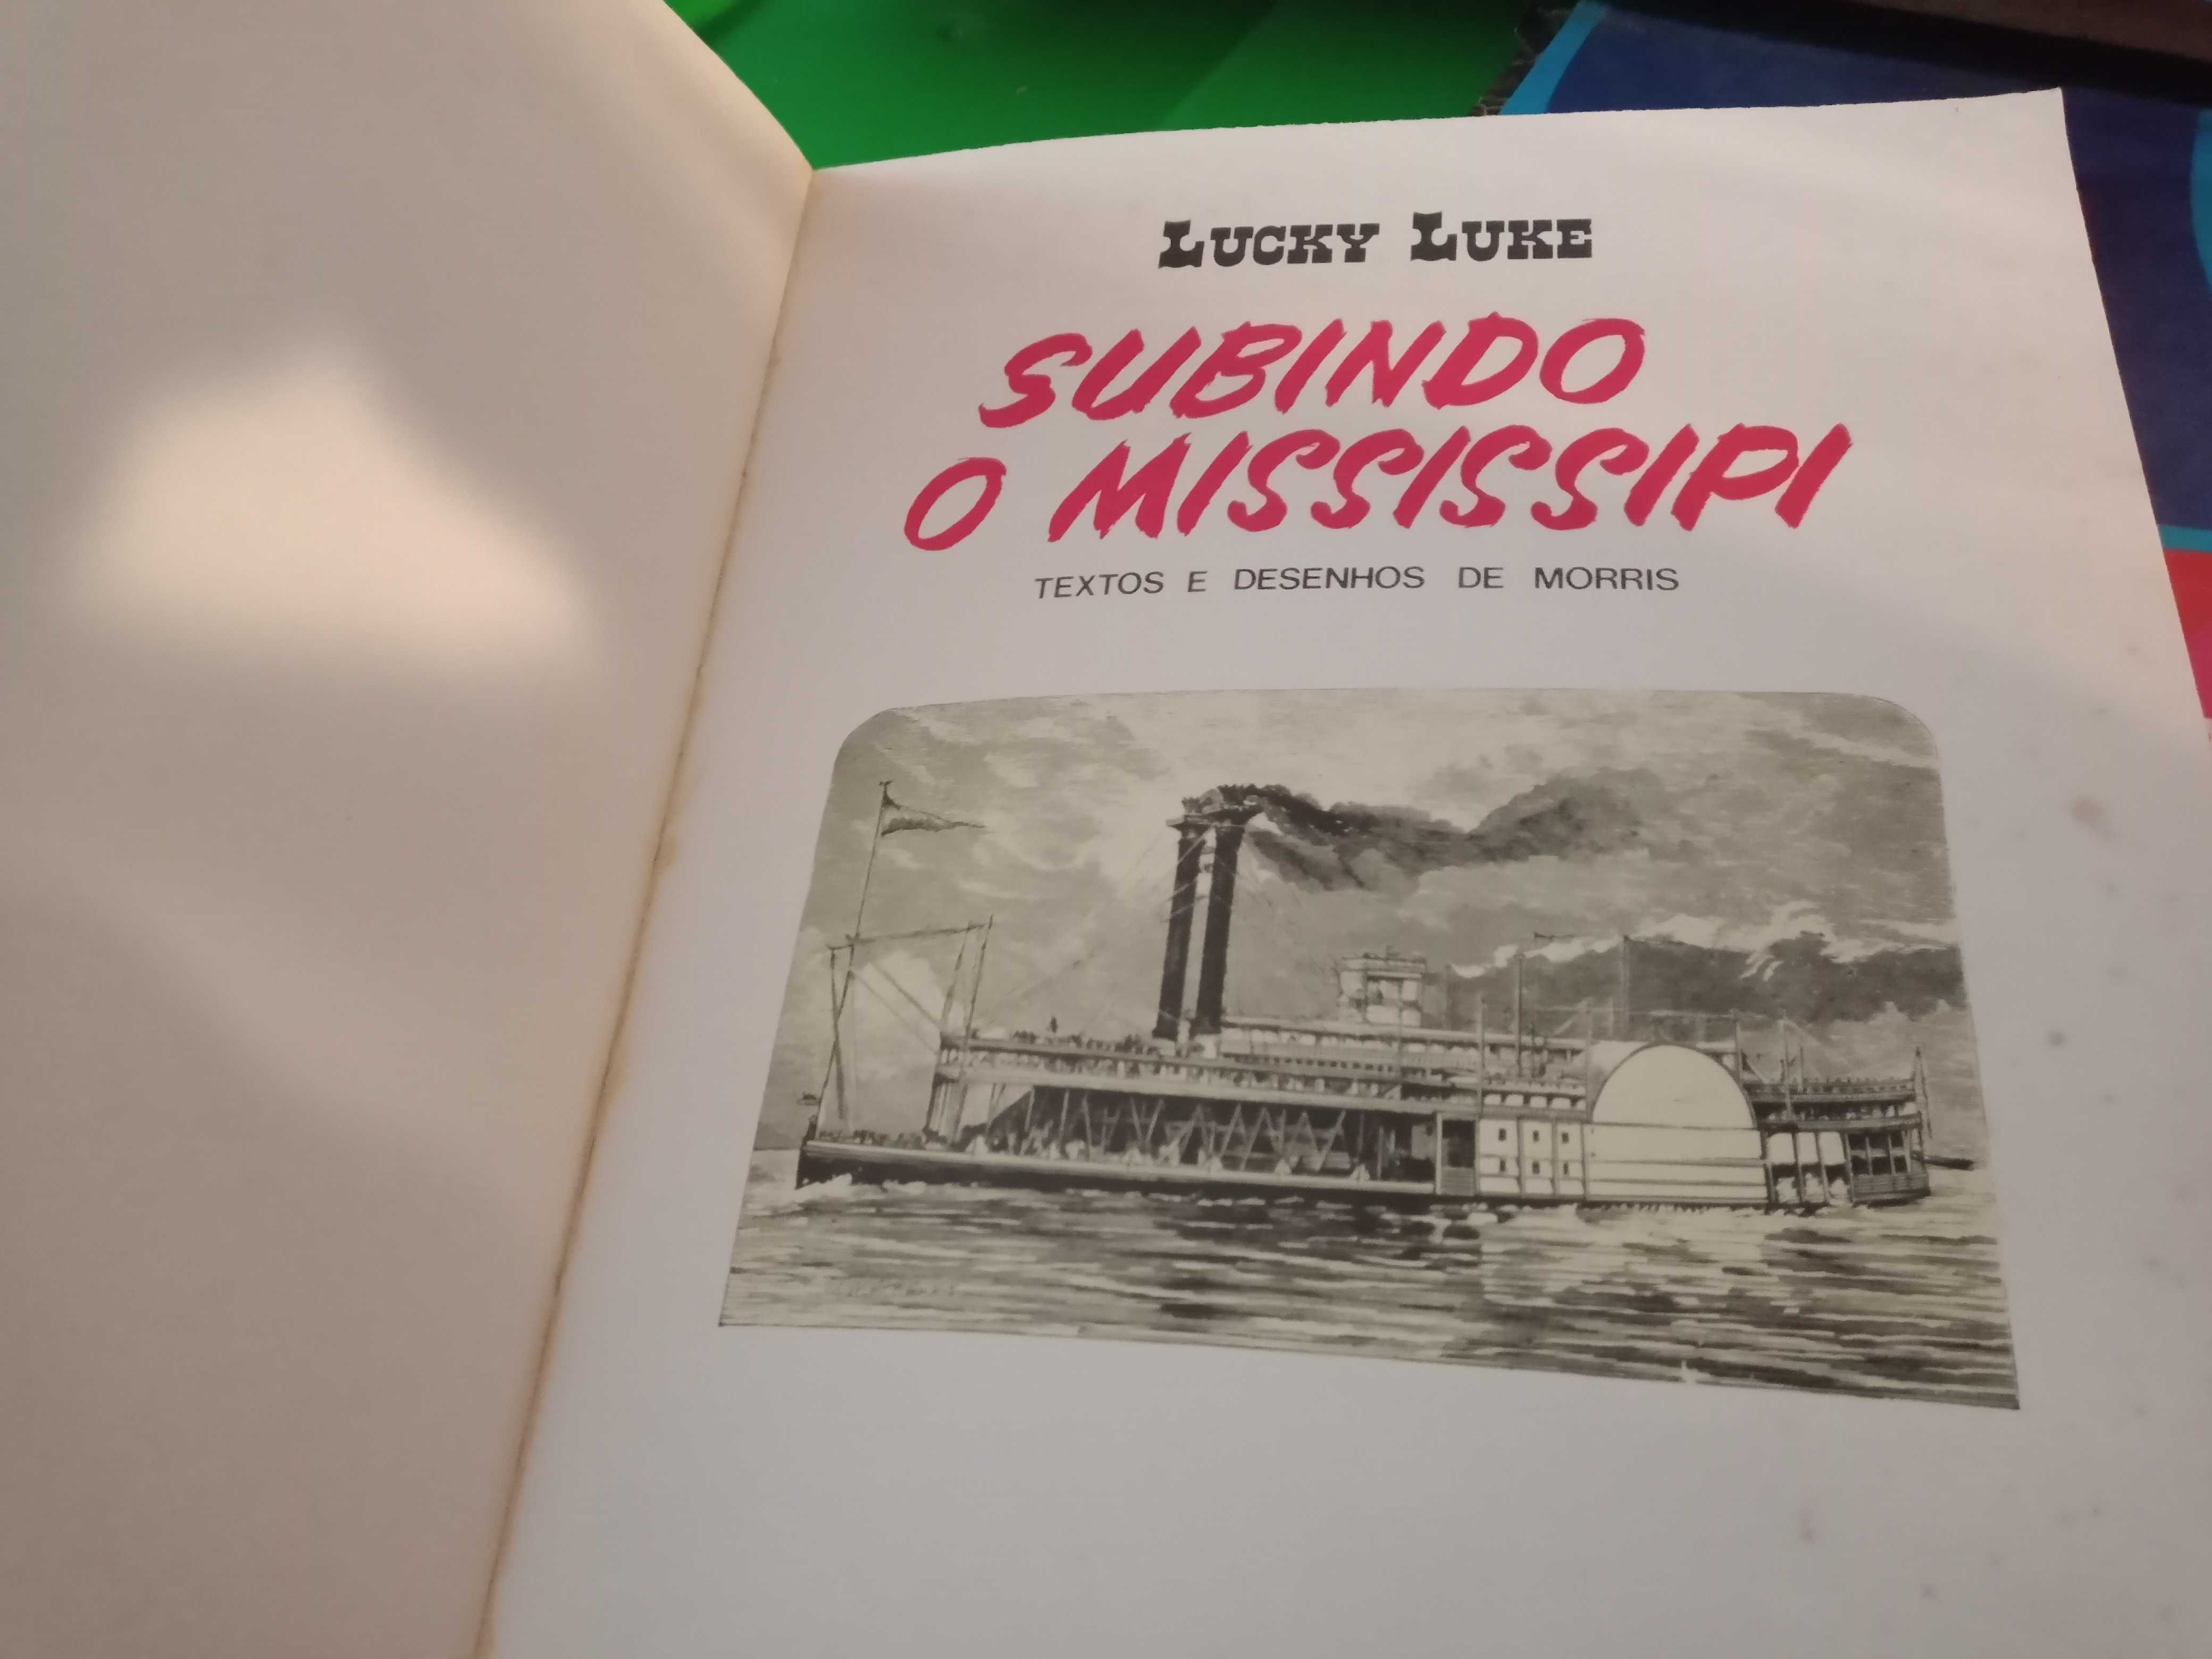 LUCKY LUKE
SUBINDO
O MISSISSIPI
TEXTOS E DESENHOS DE MORRIS